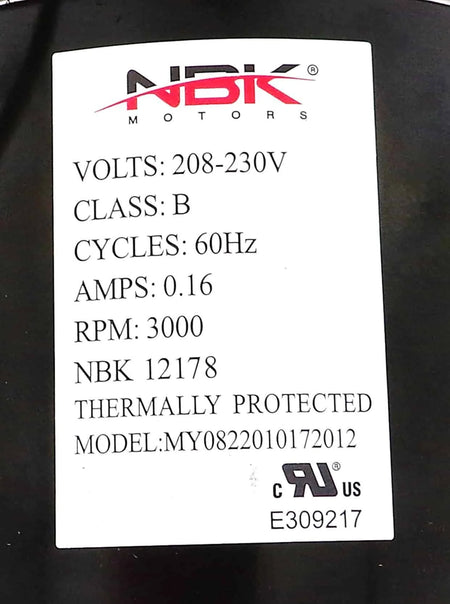 NBK®
MOTORS
VOLTS: 208-230V
CLASS: B
CYCLES: 60Hz
AMPS: 0.16
RPM: 3000
NBK 12178
THERMALLY PROTECTED
MODEL:MY0822010172012
c RU® US
E309217